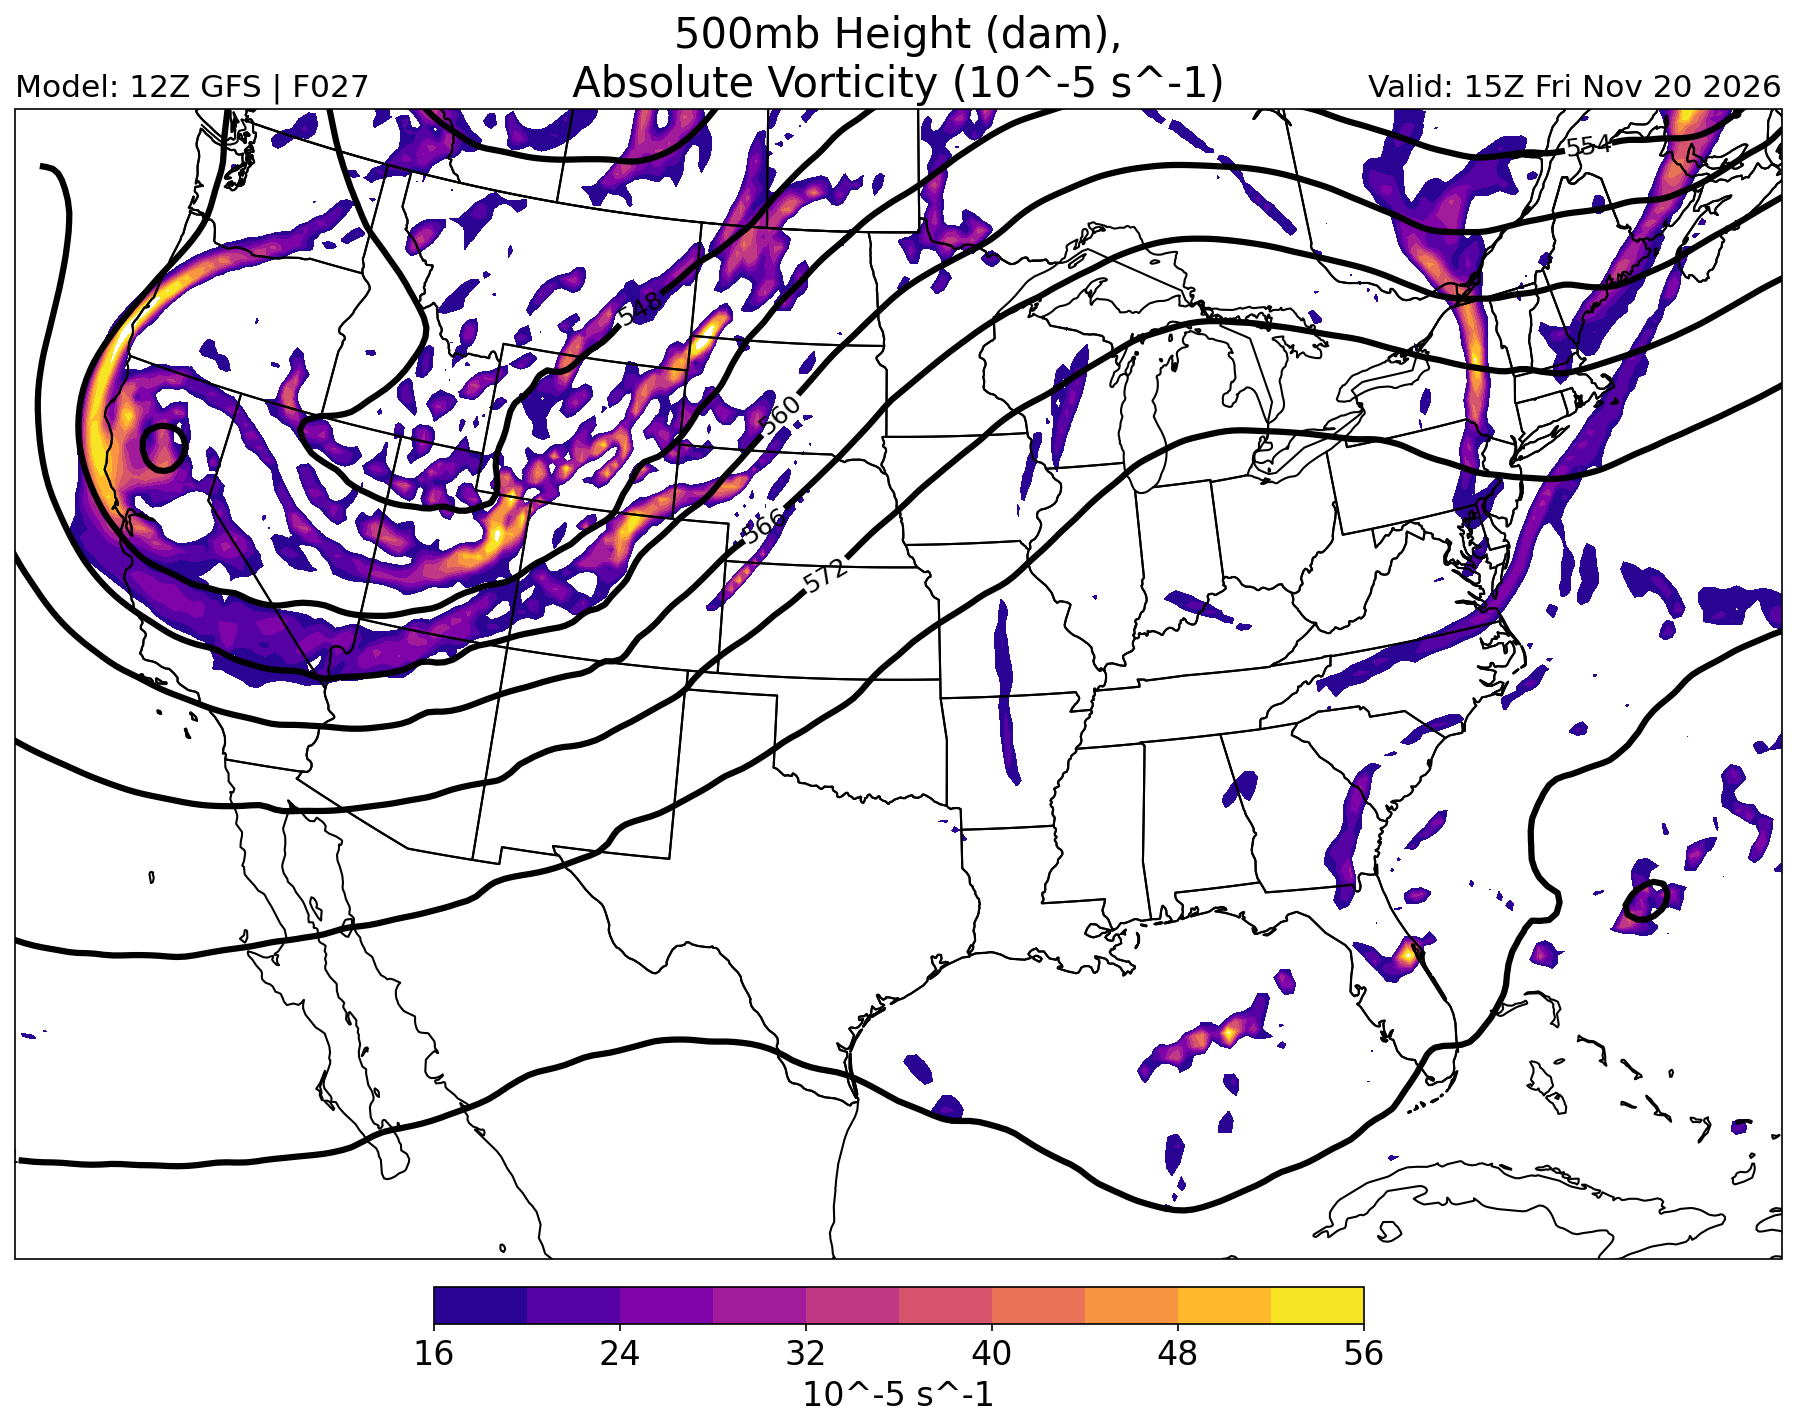 500mb Height (dam),
Absolute Vorticity (10^-5 s^-1)
Model: 12Z GFS | F027
Valid: 15Z Fri Nov 20 2026
554
548
560
566
572
16 24 32 40 48 56
10^-5 s^-1